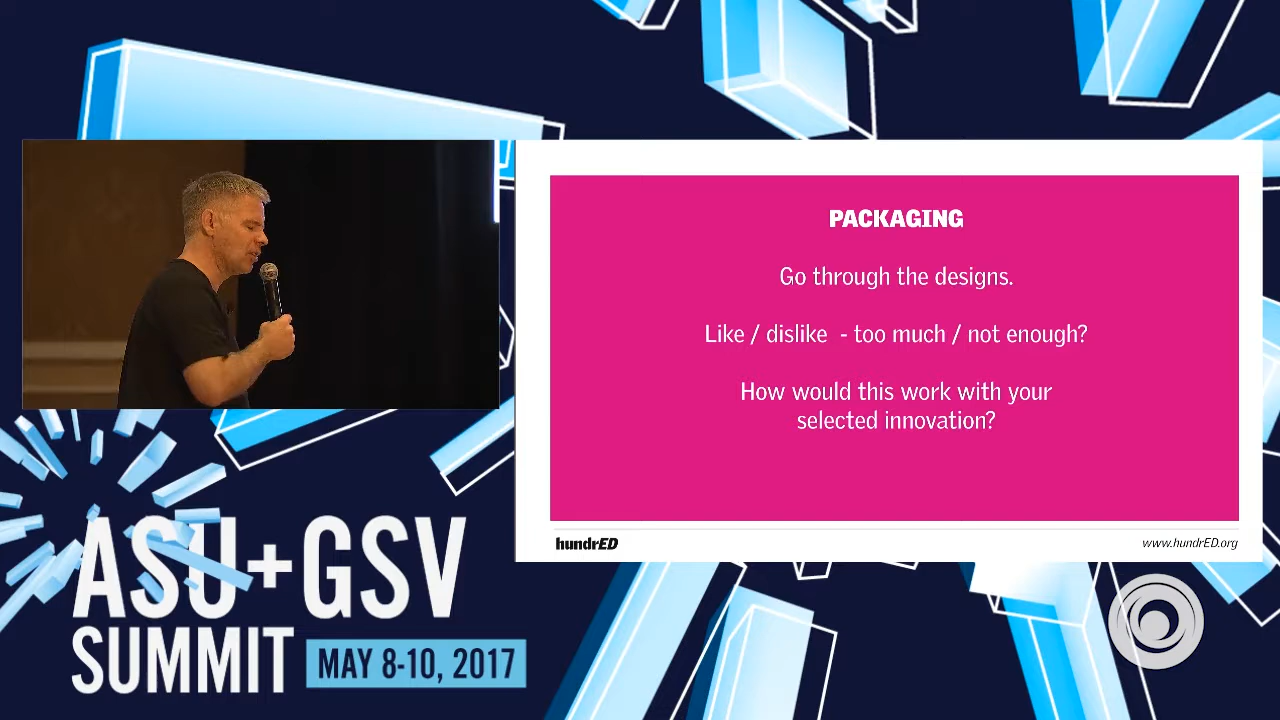 PACKAGING
Go through the designs.
Like / dislike - too much / not enough?
How would this work with your
selected innovation?
hundrED
www.hundrED.org
ASU+GSV
SUMMIT
MAY 8-10, 2017